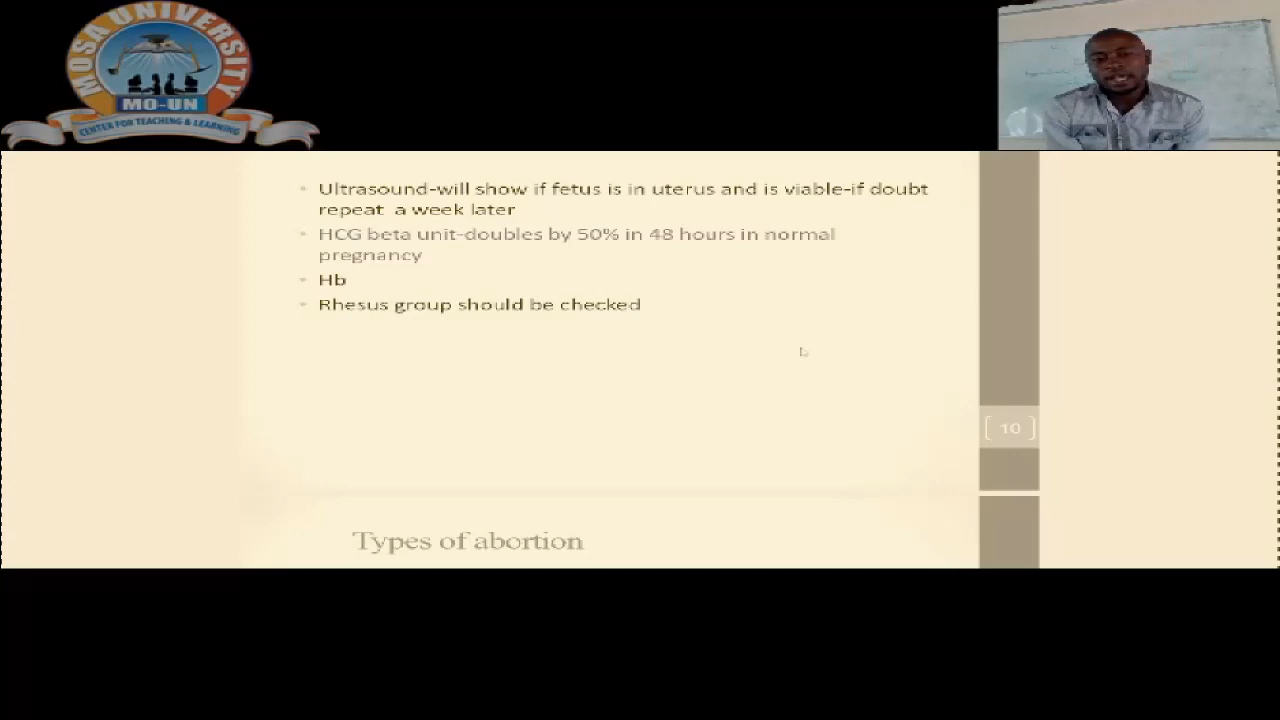 MOSA UNIVERSITY
MO-UN
CENTER FOR TEACHING & LEARNING
Ultrasound-will show if fetus is in uterus and is viable-if doubt
repeat a week later
HCG beta unit-doubles by 50% in 48 hours in normal
pregnancy
Hb
Rhesus group should be checked
[ 10 ]
Types of abortion